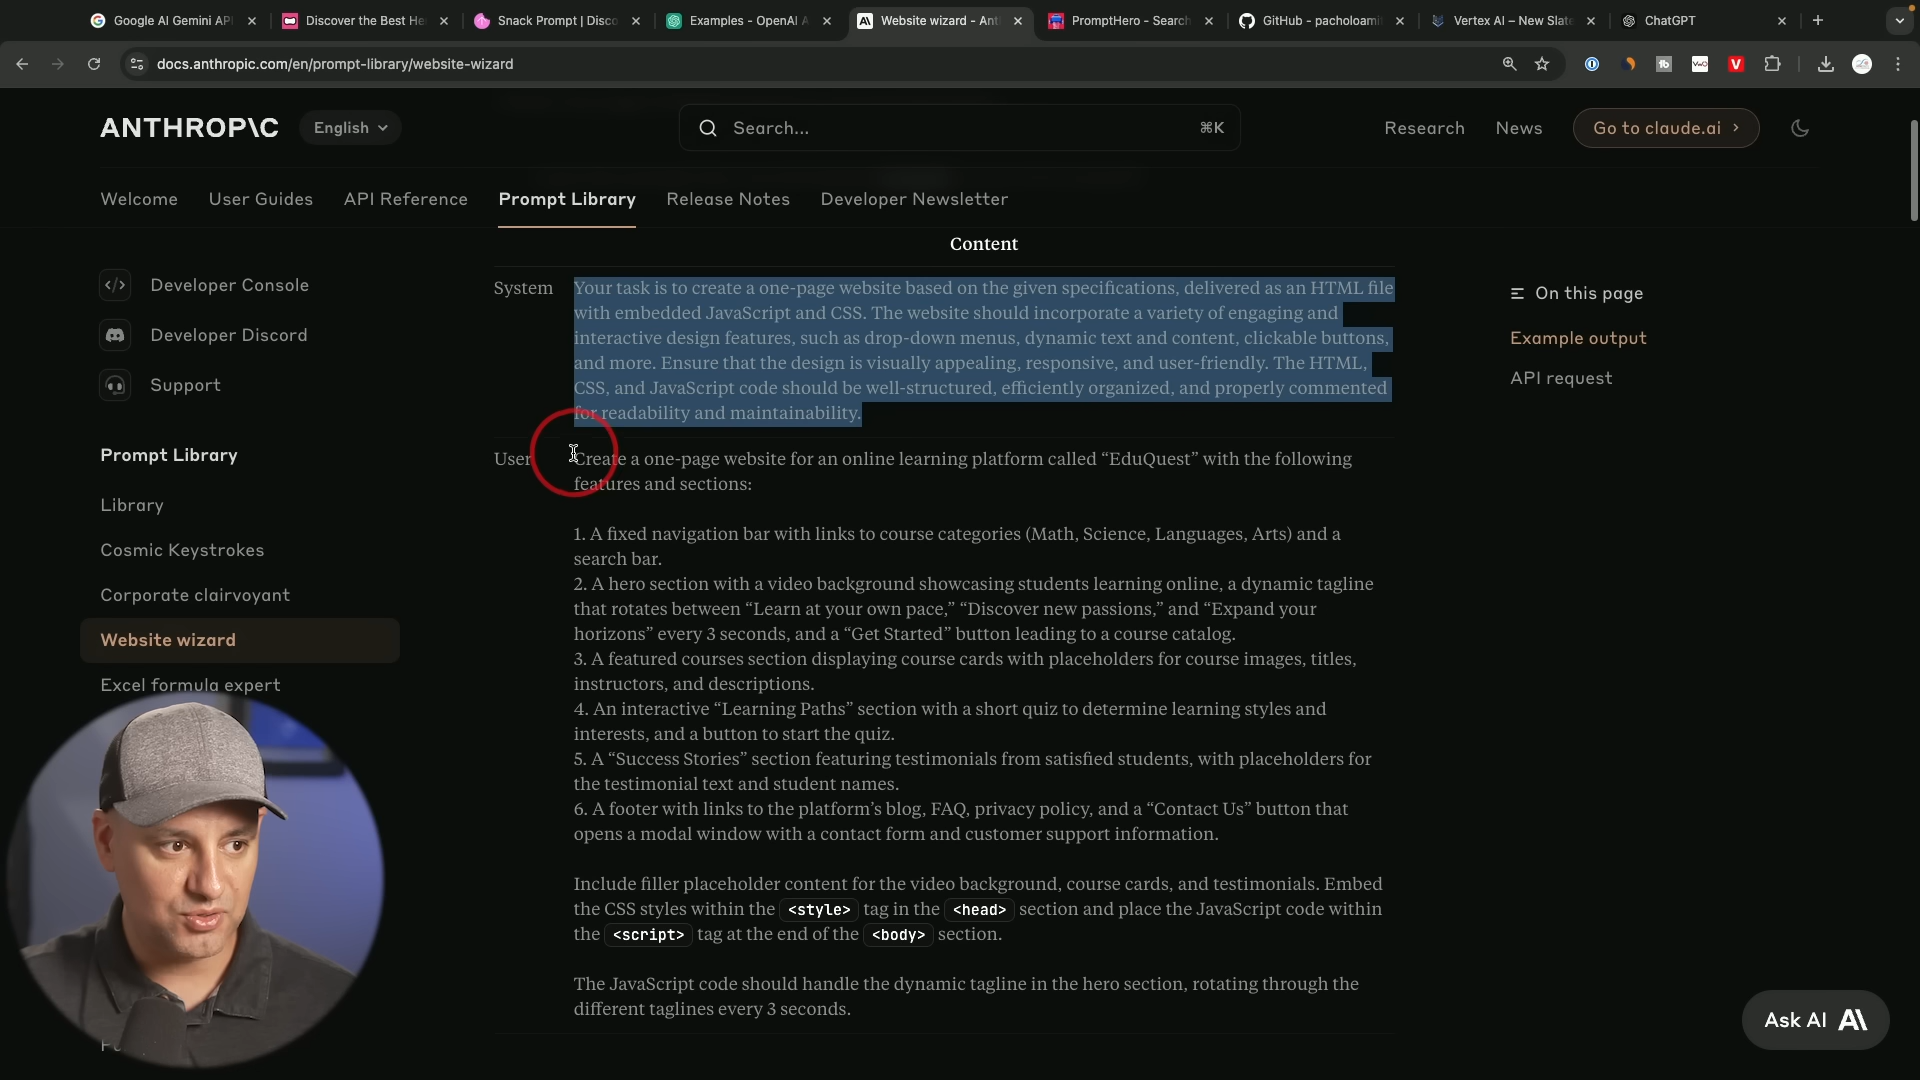 Google AI Gemini AP
Discover the Best He
Snack Prompt | Disco
Examples - OpenAI A
Website wizard - Ant
PromptHero - Search
GitHub - pacholoami
Vertex AI – New Slate
ChatGPT
docs.anthropic.com/en/prompt-library/website-wizard
ANTHROP\C
English
Search...
⌘K
Research
News
Go to claude.ai
Welcome
User Guides
API Reference
Prompt Library
Release Notes
Developer Newsletter
Content
Developer Console
Developer Discord
Support
Prompt Library
Library
Cosmic Keystrokes
Corporate clairvoyant
Website wizard
Excel formula expert
System
Your task is to create a one-page website based on the given specifications, delivered as an HTML file
with embedded JavaScript and CSS. The website should incorporate a variety of engaging and
interactive design features, such as drop-down menus, dynamic text and content, clickable buttons,
and more. Ensure that the design is visually appealing, responsive, and user-friendly. The HTML,
CSS, and JavaScript code should be well-structured, efficiently organized, and properly commented
for readability and maintainability.
User
Create a one-page website for an online learning platform called “EduQuest” with the following
features and sections:
1. A fixed navigation bar with links to course categories (Math, Science, Languages, Arts) and a
search bar.
2. A hero section with a video background showcasing students learning online, a dynamic tagline
that rotates between “Learn at your own pace,” “Discover new passions,” and “Expand your
horizons” every 3 seconds, and a “Get Started” button leading to a course catalog.
3. A featured courses section displaying course cards with placeholders for course images, titles,
instructors, and descriptions.
4. An interactive “Learning Paths” section with a short quiz to determine learning styles and
interests, and a button to start the quiz.
5. A “Success Stories” section featuring testimonials from satisfied students, with placeholders for
the testimonial text and student names.
6. A footer with links to the platform’s blog, FAQ, privacy policy, and a “Contact Us” button that
opens a modal window with a contact form and customer support information.
Include filler placeholder content for the video background, course cards, and testimonials. Embed
the CSS styles within the <style> tag in the <head> section and place the JavaScript code within
the <script> tag at the end of the <body> section.
The JavaScript code should handle the dynamic tagline in the hero section, rotating through the
different taglines every 3 seconds.
On this page
Example output
API request
Ask AI